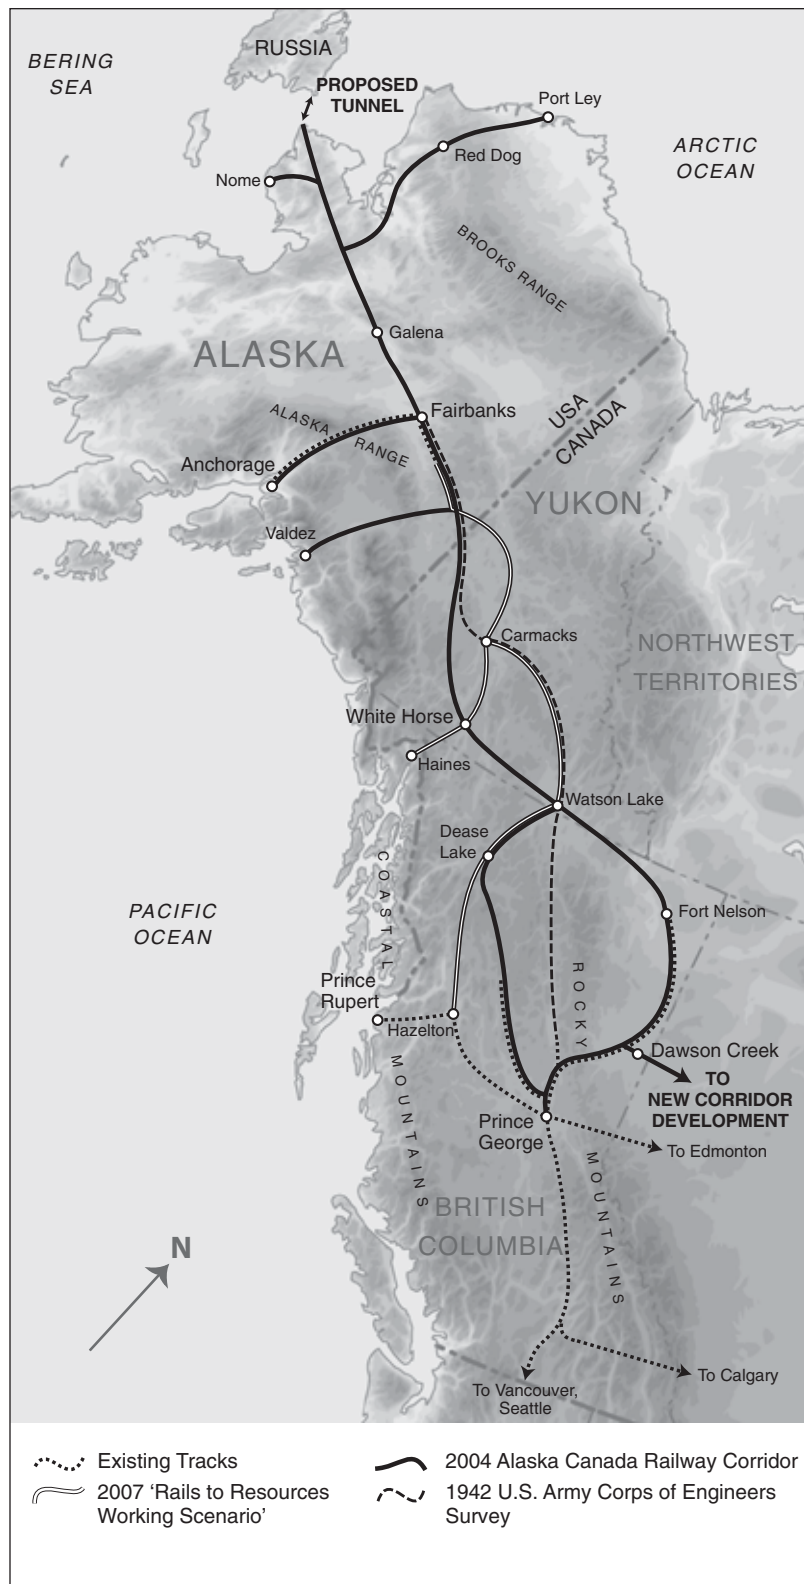 RUSSIA
BERING
SEA
PROPOSED
TUNNEL
Port Ley
ARCTIC
OCEAN
Red Dog
Nome
BROOKS RANGE
Galena
ALASKA
USA
CANADA
Fairbanks
ALASKA RANGE
Anchorage
YUKON
Valdez
Carmacks
NORTHWEST
TERRITORIES
White Horse
Haines
Watson Lake
Dease
Lake
COASTAL
MOUNTAINS
PACIFIC
OCEAN
Fort Nelson
ROCKY
MOUNTAINS
Prince
Rupert
Hazelton
Dawson Creek
TO
NEW CORRIDOR
DEVELOPMENT
Prince
George
To Edmonton
BRITISH
COLUMBIA
N
To Calgary
To Vancouver,
Seattle
Existing Tracks
2007 ‘Rails to Resources
Working Scenario’
2004 Alaska Canada Railway Corridor
1942 U.S. Army Corps of Engineers
Survey